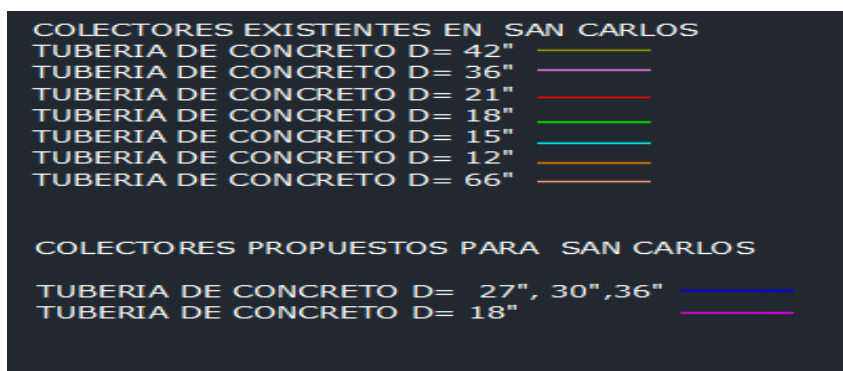 COLECTORES EXISTENTES EN SAN CARLOS
TUBERIA DE CONCRETO D= 42"
TUBERIA DE CONCRETO D= 36"
TUBERIA DE CONCRETO D= 21"
TUBERIA DE CONCRETO D= 18"
TUBERIA DE CONCRETO D= 15"
TUBERIA DE CONCRETO D= 12"
TUBERIA DE CONCRETO D= 66"
COLECTORES PROPUESTOS PARA SAN CARLOS
TUBERIA DE CONCRETO D= 27", 30",36"
TUBERIA DE CONCRETO D= 18"